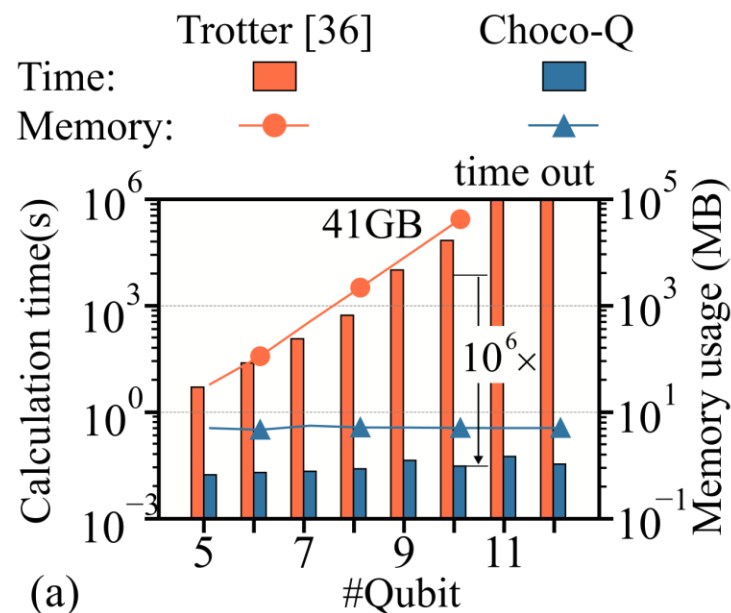 Trotter [36] Choco-Q
Time:
Memory:
time out
10^6 10^5
41GB
10^3 10^3
10^6×
10^0 10^1
10^−3 10^−1
Calculation time(s)
Memory usage (MB)
5 7 9 11
(a) #Qubit